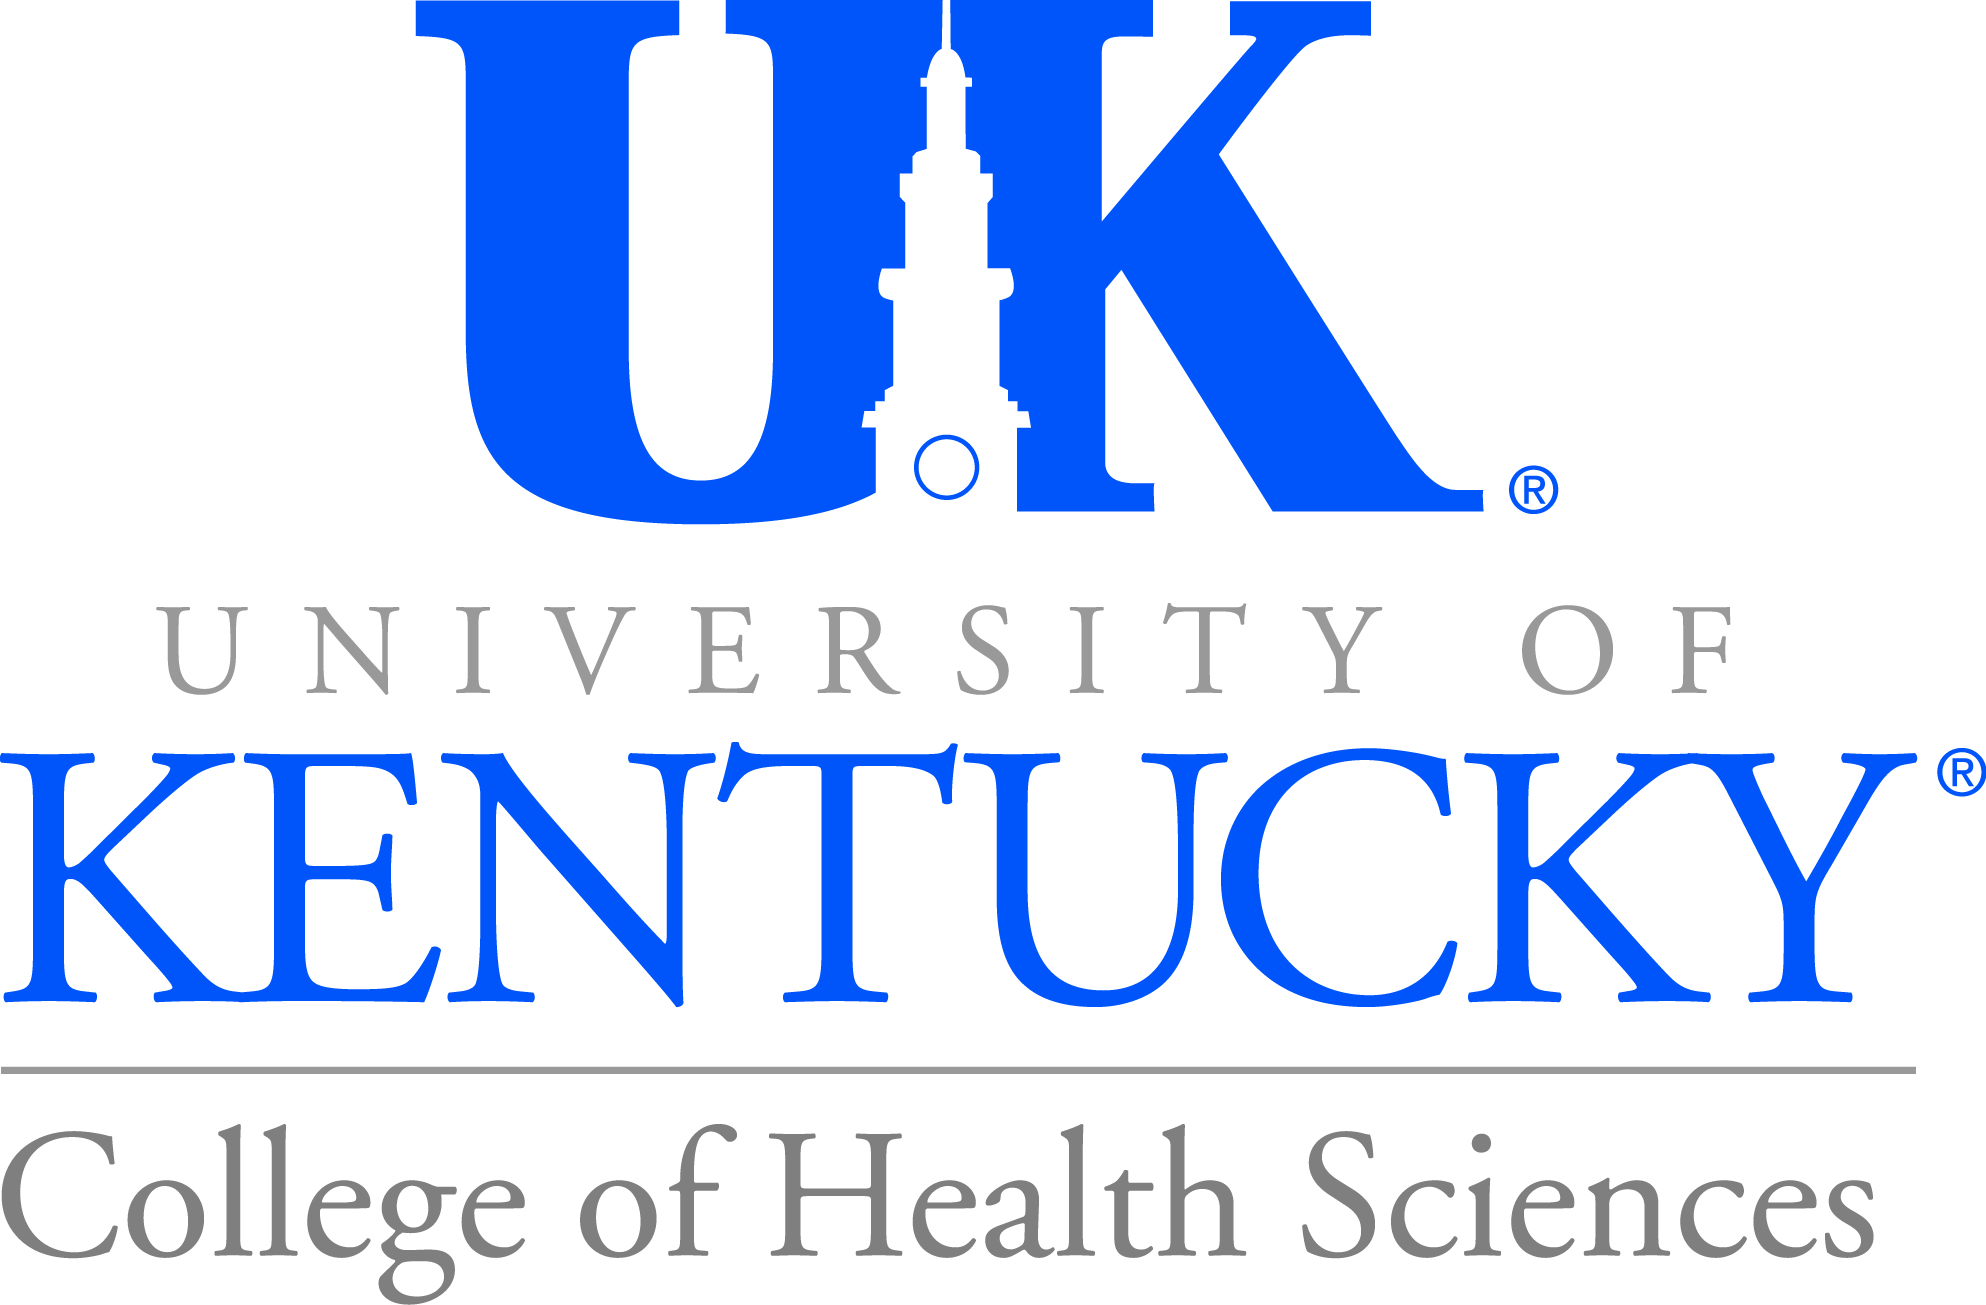 UK®
UNIVERSITY OF
KENTUCKY®
College of Health Sciences